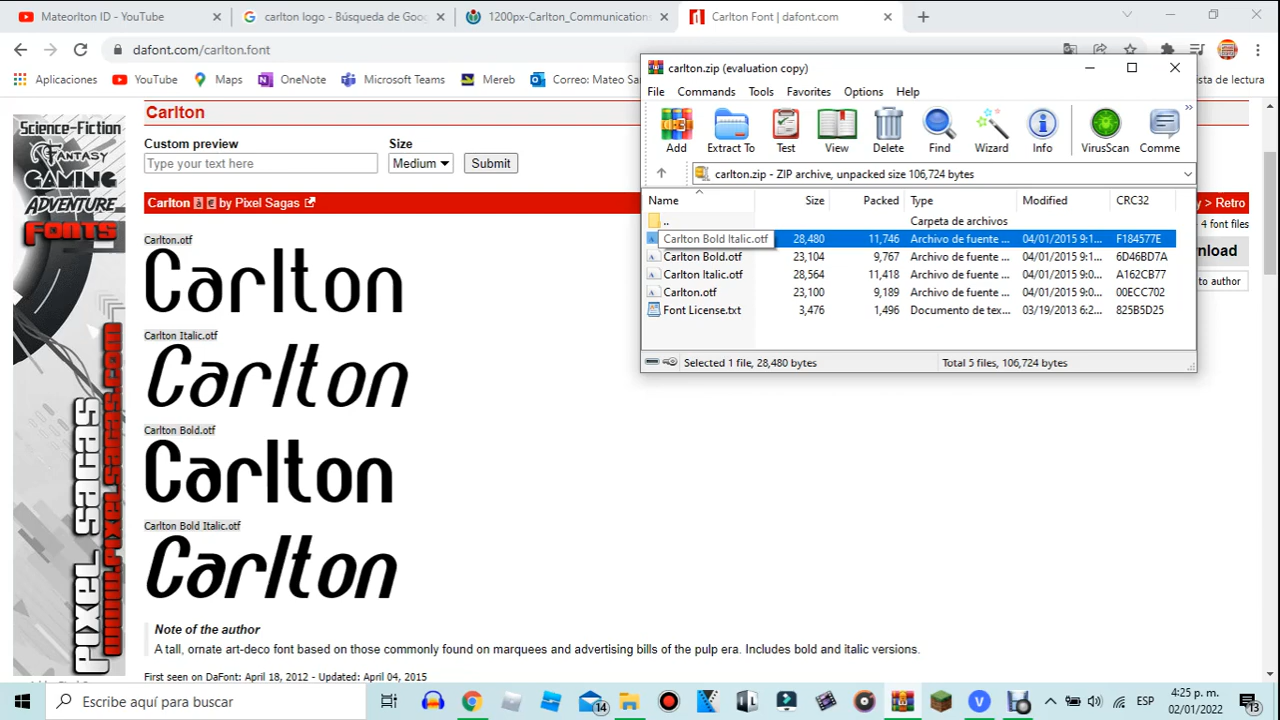 Mateorlton ID - YouTube
carlton logo - Búsqueda de Goog
1200px-Carlton_Communication
Carlton Font | dafont.com
dafont.com/carlton.font
Aplicaciones
YouTube
Maps
OneNote
Microsoft Teams
Mereb
Correo: Mateo Sa
sta de lectura
carlton.zip (evaluation copy)
File Commands Tools Favorites Options Help
Add Extract To Test View Delete Find Wizard Info VirusScan Comme
carlton.zip - ZIP archive, unpacked size 106,724 bytes
Name Size Packed Type Modified CRC32
.. Carpeta de archivos
Carlton Bold Italic.otf 28,480 11,746 Archivo de fuente ... 04/01/2015 9:1... F184577E
Carlton Bold.otf 23,104 9,767 Archivo de fuente ... 04/01/2015 9:1... 6D46BD7A
Carlton Italic.otf 28,564 11,418 Archivo de fuente ... 04/01/2015 9:0... A162CB77
Carlton.otf 23,100 9,189 Archivo de fuente ... 04/01/2015 9:0... 00ECC702
Font License.txt 3,476 1,496 Documento de tex... 03/19/2013 6:2... 825B5D25
Selected 1 file, 28,480 bytes
Total 5 files, 106,724 bytes
Science-Fiction
Fantasy
GAMING
ADVENTURE
FONTS
PIXEL SAGAS
www.pixelsagas.com
Carlton
Custom preview Size
Type your text here Medium Submit
Carlton à € by Pixel Sagas
y > Retro
4 font files
nload
to author
Carlton.otf
Carlton
Carlton Italic.otf
Carlton
Carlton Bold.otf
Carlton
Carlton Bold Italic.otf
Carlton
Note of the author
A tall, ornate art-deco font based on those commonly found on marquees and advertising bills of the pulp era. Includes bold and italic versions.
First seen on DaFont: April 18, 2012 - Updated: April 04, 2015
Escribe aquí para buscar
14
ESP
4:25 p. m.
02/01/2022
13